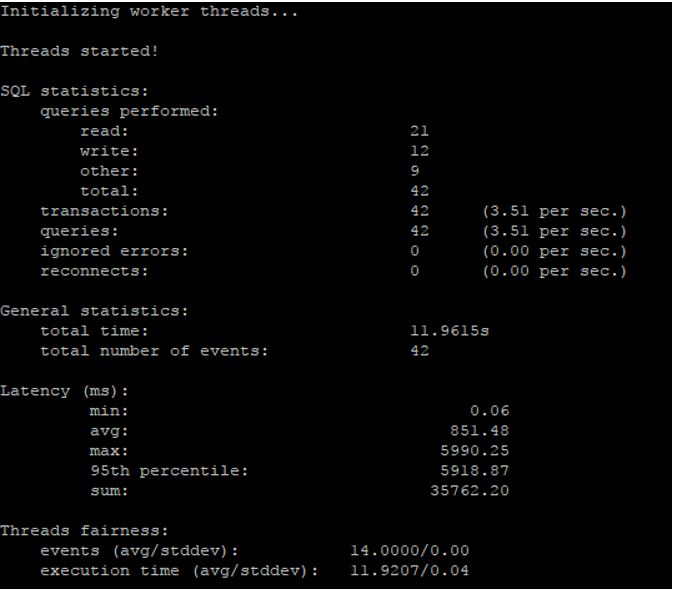 Initializing worker threads...
Threads started!
SQL statistics:
queries performed:
read: 21
write: 12
other: 9
total: 42
transactions: 42 (3.51 per sec.)
queries: 42 (3.51 per sec.)
ignored errors: 0 (0.00 per sec.)
reconnects: 0 (0.00 per sec.)
General statistics:
total time: 11.9615s
total number of events: 42
Latency (ms):
min: 0.06
avg: 851.48
max: 5990.25
95th percentile: 5918.87
sum: 35762.20
Threads fairness:
events (avg/stddev): 14.0000/0.00
execution time (avg/stddev): 11.9207/0.04